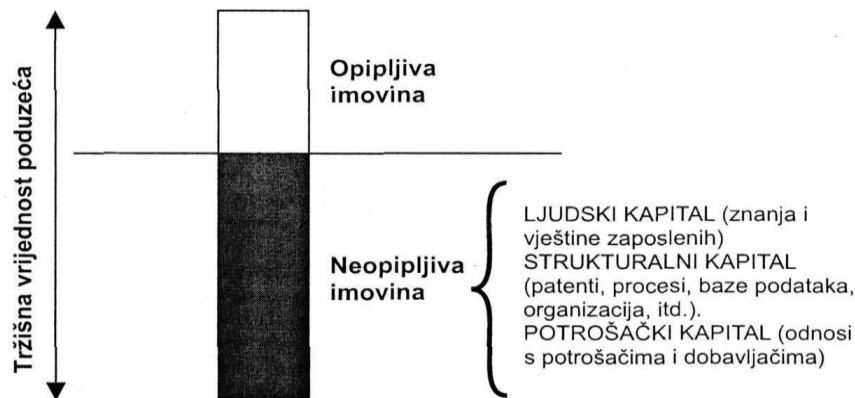 Tržišna vrijednost poduzeća
Opipljiva
imovina
Neopipljiva
imovina
LJUDSKI KAPITAL (znanja i
vještine zaposlenih)
STRUKTURALNI KAPITAL
(patenti, procesi, baze podataka,
organizacija, itd.).
POTROŠAČKI KAPITAL (odnosi
s potrošačima i dobavljačima)